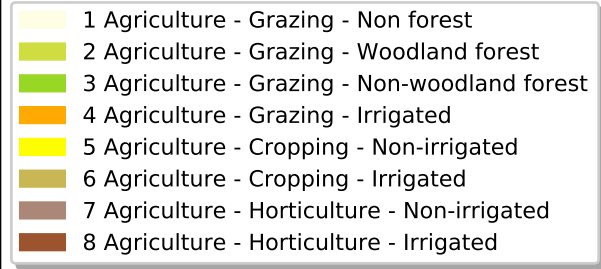 1 Agriculture - Grazing - Non forest
2 Agriculture - Grazing - Woodland forest
3 Agriculture - Grazing - Non-woodland forest
4 Agriculture - Grazing - Irrigated
5 Agriculture - Cropping - Non-irrigated
6 Agriculture - Cropping - Irrigated
7 Agriculture - Horticulture - Non-irrigated
8 Agriculture - Horticulture - Irrigated